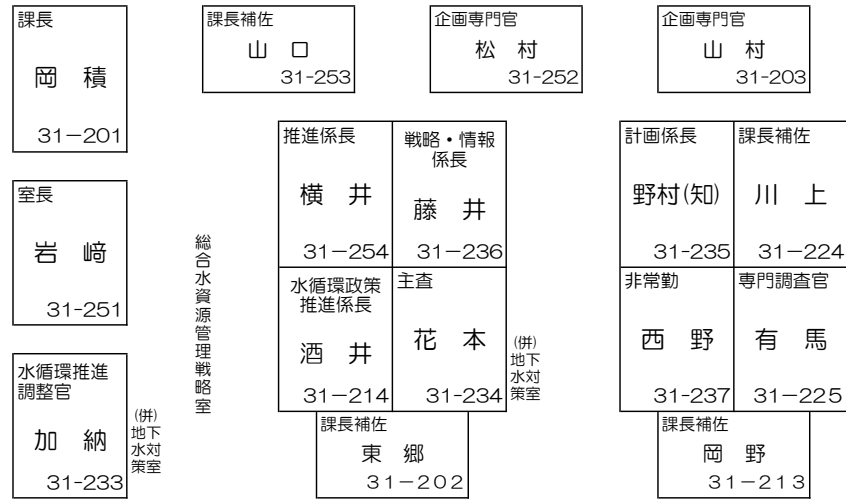 課長
岡 積
31-201
課長補佐
山 口
31-253
企画専門官
松 村
31-252
企画専門官
山 村
31-203
室長
岩 﨑
31-251
水循環推進
調整官
加 納
31-233
(併)
地下
水対
策室
総合水資源管理戦略室
推進係長
横 井
31-254
戦略・情報
係長
藤 井
31-236
水循環政策
推進係長
酒 井
31-214
主査
花 本
31-234
(併)
地下
水対
策室
課長補佐
東 郷
31-202
計画係長
野村(知)
31-235
課長補佐
川 上
31-224
非常勤
西 野
31-237
専門調査官
有 馬
31-225
課長補佐
岡 野
31-213